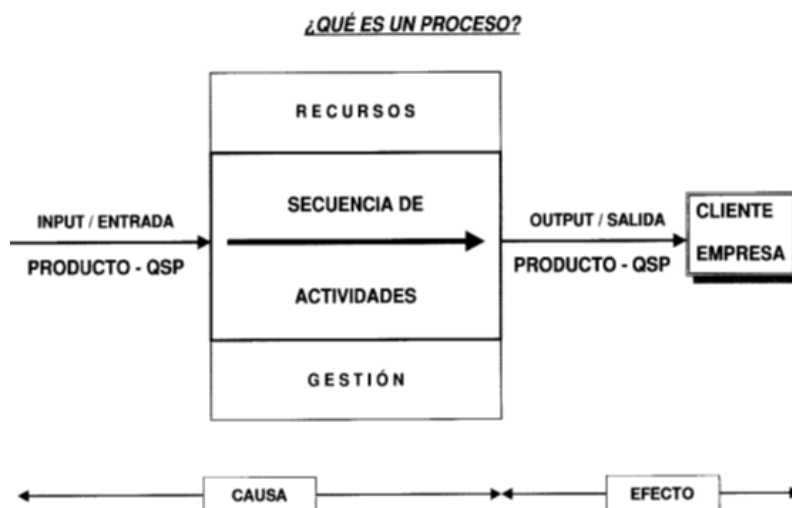 ¿QUÉ ES UN PROCESO?
RECURSOS
INPUT / ENTRADA
PRODUCTO - QSP
SECUENCIA DE
ACTIVIDADES
OUTPUT / SALIDA
PRODUCTO - QSP
CLIENTE
EMPRESA
GESTIÓN
CAUSA
EFECTO